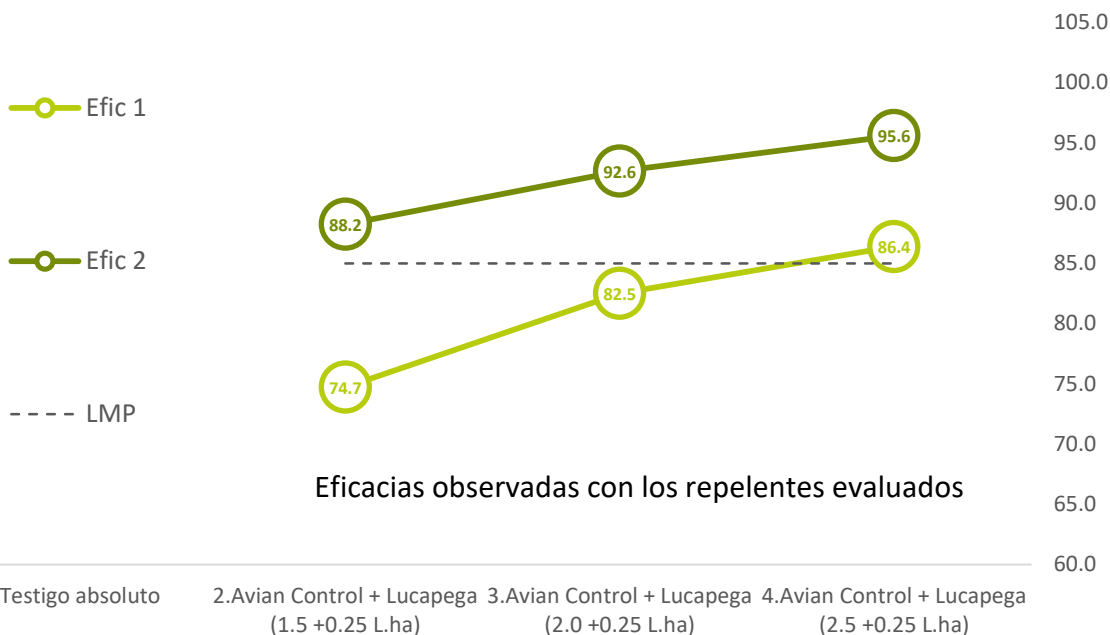 Efic 1
Efic 2
LMP
88.2
92.6
95.6
74.7
82.5
86.4
Eficacias observadas con los repelentes evaluados
105.0
100.0
95.0
90.0
85.0
80.0
75.0
70.0
65.0
60.0
Testigo absoluto
2.Avian Control + Lucapega
(1.5 +0.25 L.ha)
3.Avian Control + Lucapega
(2.0 +0.25 L.ha)
4.Avian Control + Lucapega
(2.5 +0.25 L.ha)